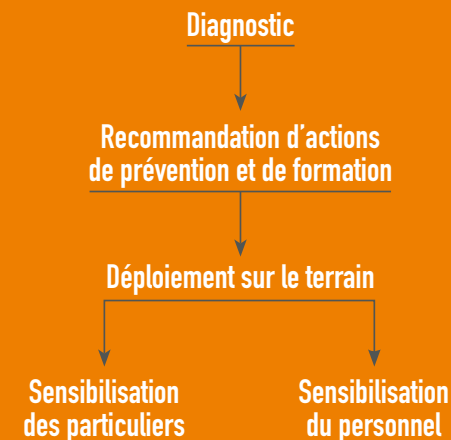 Diagnostic
Recommandation d’actions
de prévention et de formation
Déploiement sur le terrain
Sensibilisation
des particuliers
Sensibilisation
du personnel